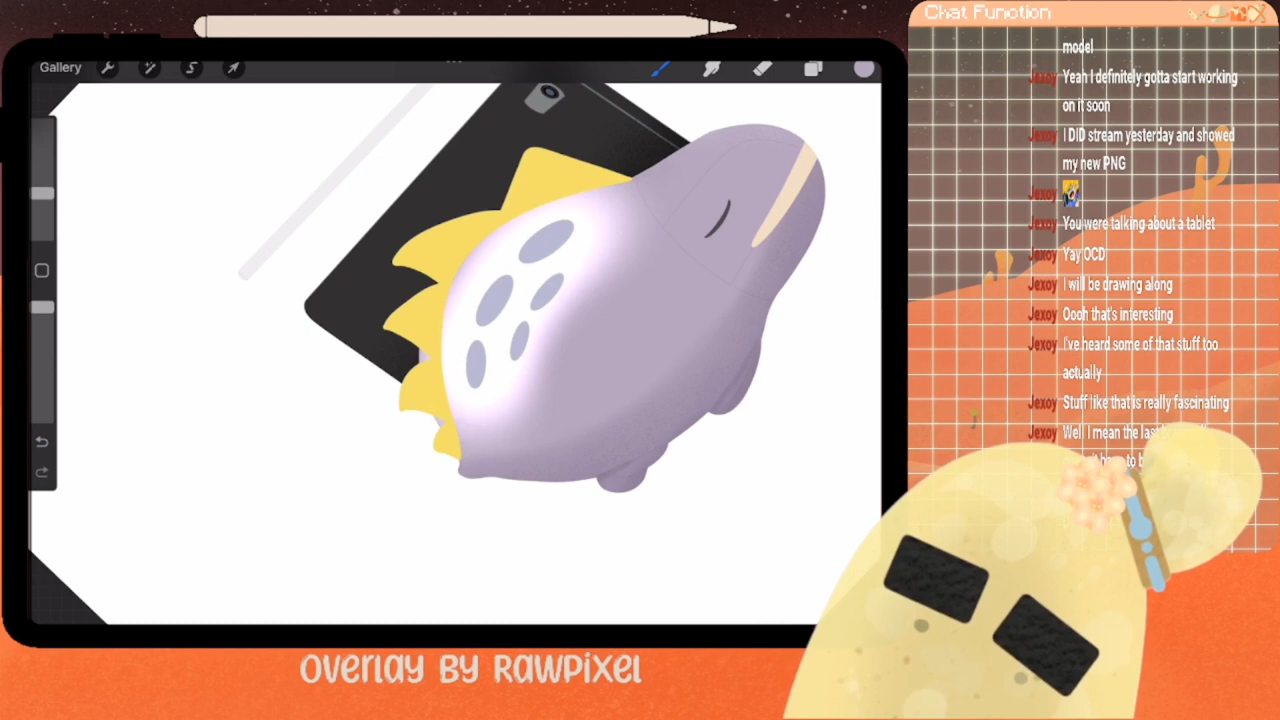 Chat Function
Gallery
model
Jexoy Yeah I definitely gotta start working
on it soon
Jexoy I DID stream yesterday and showed
my new PNG
Jexoy
Jexoy You were talking about a tablet
Jexoy Yay OCD
Jexoy I will be drawing along
Jexoy Oooh that's interesting
Jexoy I've heard some of that stuff too
actually
Jexoy Stuff like that is really fascinating
Jexoy Well I mean the
to
OVERLAY BY RAWPIXEL